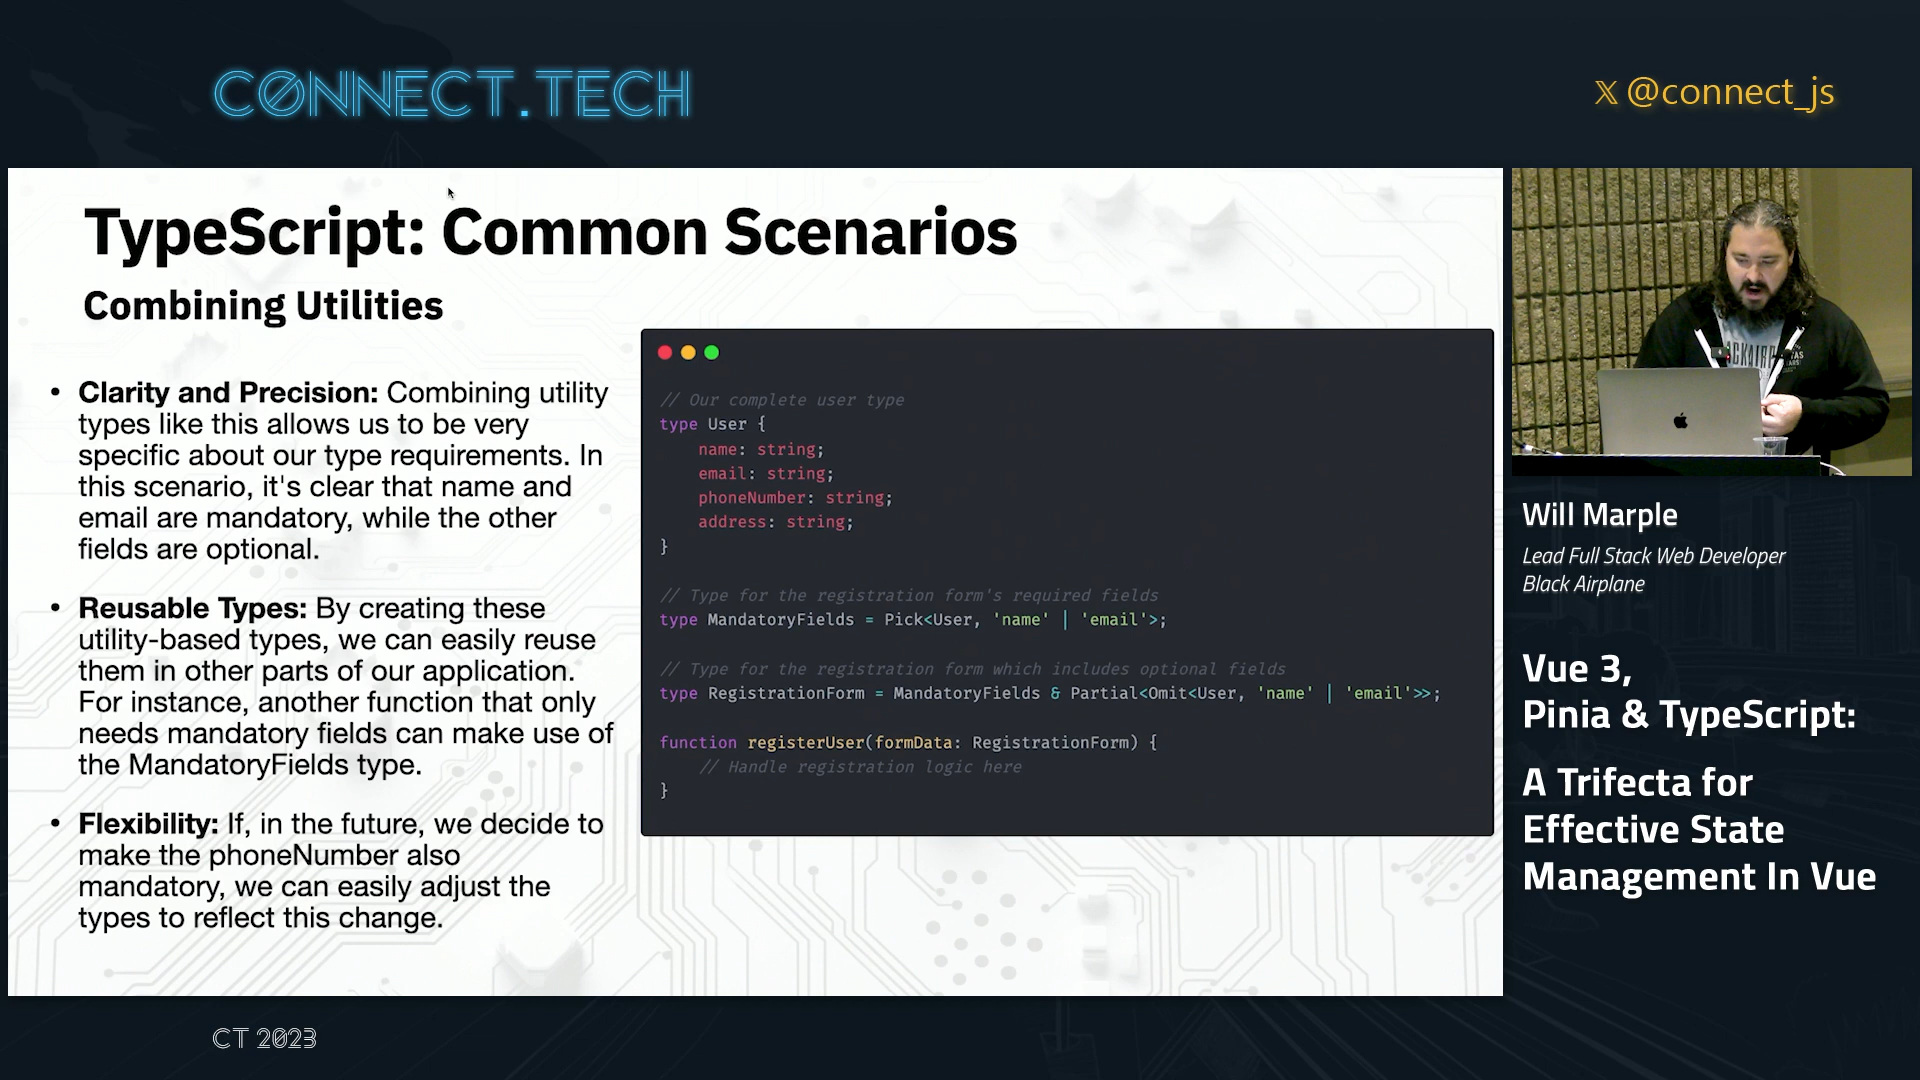 CONNECT.TECH
𝕏 @connect_js
TypeScript: Common Scenarios
Combining Utilities
• Clarity and Precision: Combining utility
types like this allows us to be very
specific about our type requirements. In
this scenario, it's clear that name and
email are mandatory, while the other
fields are optional.
• Reusable Types: By creating these
utility-based types, we can easily reuse
them in other parts of our application.
For instance, another function that only
needs mandatory fields can make use of
the MandatoryFields type.
• Flexibility: If, in the future, we decide to
make the phoneNumber also
mandatory, we can easily adjust the
types to reflect this change.
// Our complete user type
type User {
name: string;
email: string;
phoneNumber: string;
address: string;
}
// Type for the registration form's required fields
type MandatoryFields = Pick<User, 'name' | 'email'>;
// Type for the registration form which includes optional fields
type RegistrationForm = MandatoryFields & Partial<Omit<User, 'name' | 'email'>>;
function registerUser(formData: RegistrationForm) {
// Handle registration logic here
}
Will Marple
Lead Full Stack Web Developer
Black Airplane
Vue 3,
Pinia & TypeScript:
A Trifecta for
Effective State
Management In Vue
CT 2023